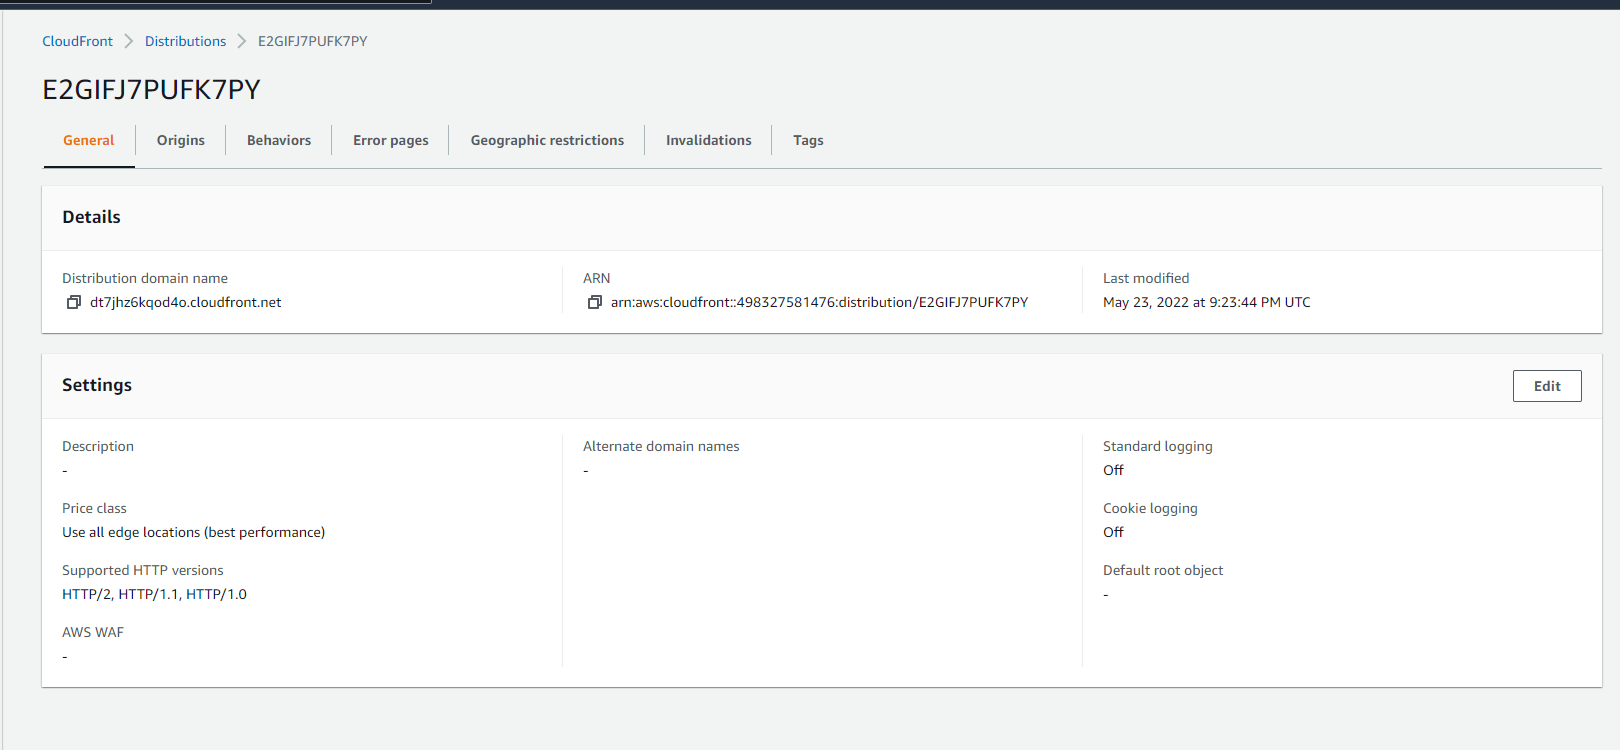 CloudFront Distributions E2GIFJ7PUFK7PY
E2GIFJ7PUFK7PY
General Origins Behaviors Error pages Geographic restrictions Invalidations Tags
Details
Distribution domain name ARN Last modified
dt7jhz6kqod4o.cloudfront.net arn:aws:cloudfront::498327581476:distribution/E2GIFJ7PUFK7PY May 23, 2022 at 9:23:44 PM UTC
Settings Edit
Description Alternate domain names Standard logging
- - Off
Price class Cookie logging
Use all edge locations (best performance) Off
Supported HTTP versions Default root object
HTTP/2, HTTP/1.1, HTTP/1.0 -
AWS WAF
-